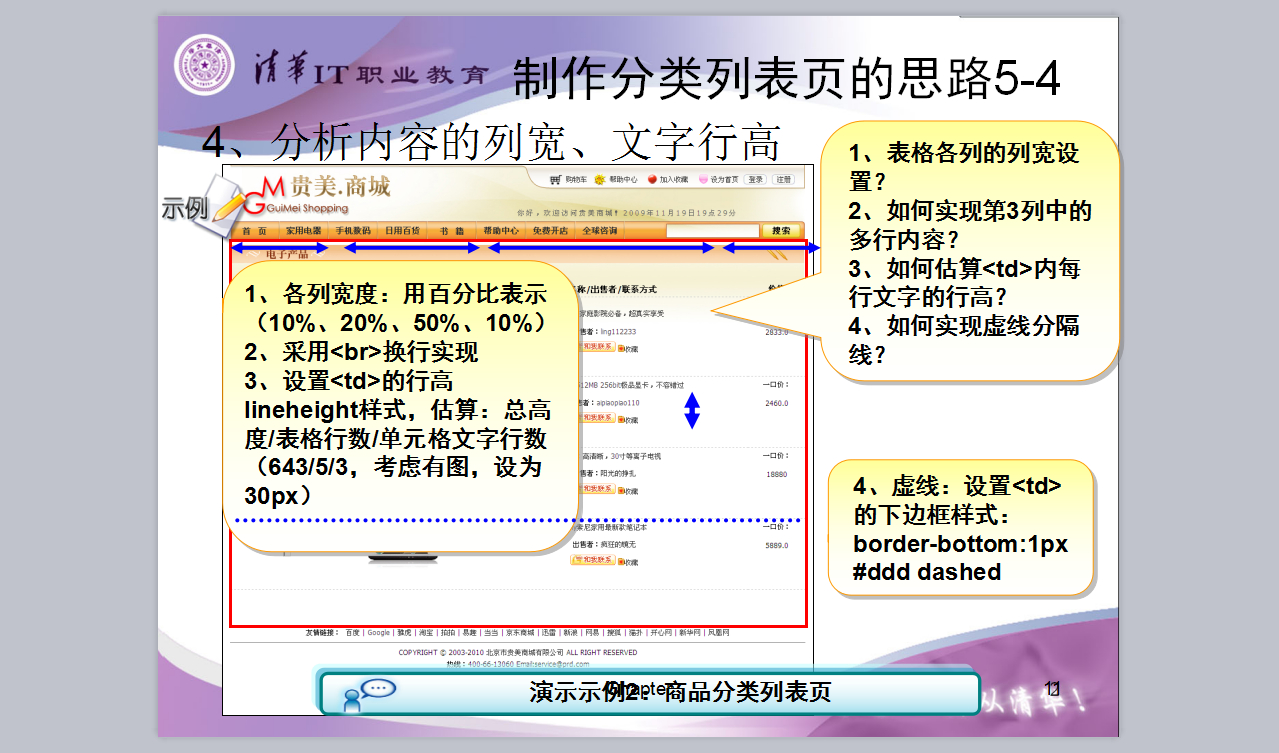 清华IT职业教育
制作分类列表页的思路5-4
4、分析内容的列宽、文字行高
示例
GM 贵美.商城
GuiMei Shopping
购物车 帮助中心 加入收藏 设为首页 登录 注册
你好，欢迎访问贵美商城！2009年11月19日19点29分
首 页 家用电器 手机数码 日用百货 书 籍 帮助中心 免费开店 全球咨询 搜索
电子产品
1、各列宽度：用百分比表示
（10%、20%、50%、10%）
2、采用<br>换行实现
3、设置<td>的行高
lineheight样式，估算：总高
度/表格行数/单元格文字行数
（643/5/3，考虑有图，设为
30px）
称/出售者/联系方式
家庭影院必备，超真实享受
售者：ling112233 2833.0
和我联系 收藏
12MB 256bit极品显卡，不容错过 一口价：
售者：aipiaopiao110 2460.0
和我联系 收藏
高清晰，30寸等离子电视 一口价：
售者：阳光的挣扎 18880
和我联系 收藏
索尼家用最新款笔记本 一口价：
出售者：疯狂的蜗无 5889.0
和我联系 收藏
1、表格各列的列宽设
置？
2、如何实现第3列中的
多行内容？
3、如何估算<td>内每
行文字的行高？
4、如何实现虚线分隔
线？
4、虚线：设置<td>
的下边框样式：
border-bottom:1px
#ddd dashed
友情链接： 百度 | Google | 雅虎 | 淘宝 | 拍拍 | 易趣 | 当当 | 京东商城 | 迅雷 | 新浪 | 网易 | 搜狐 | 猫扑 | 开心网 | 新华网 | 凤凰网
COPYRIGHT © 2003-2010 北京市贵美商城有限公司 ALL RIGHT RESERVED
热线：400-66-13060 Email:service@prd.com
演示示例2：商品分类列表页
Chapter
从清华！